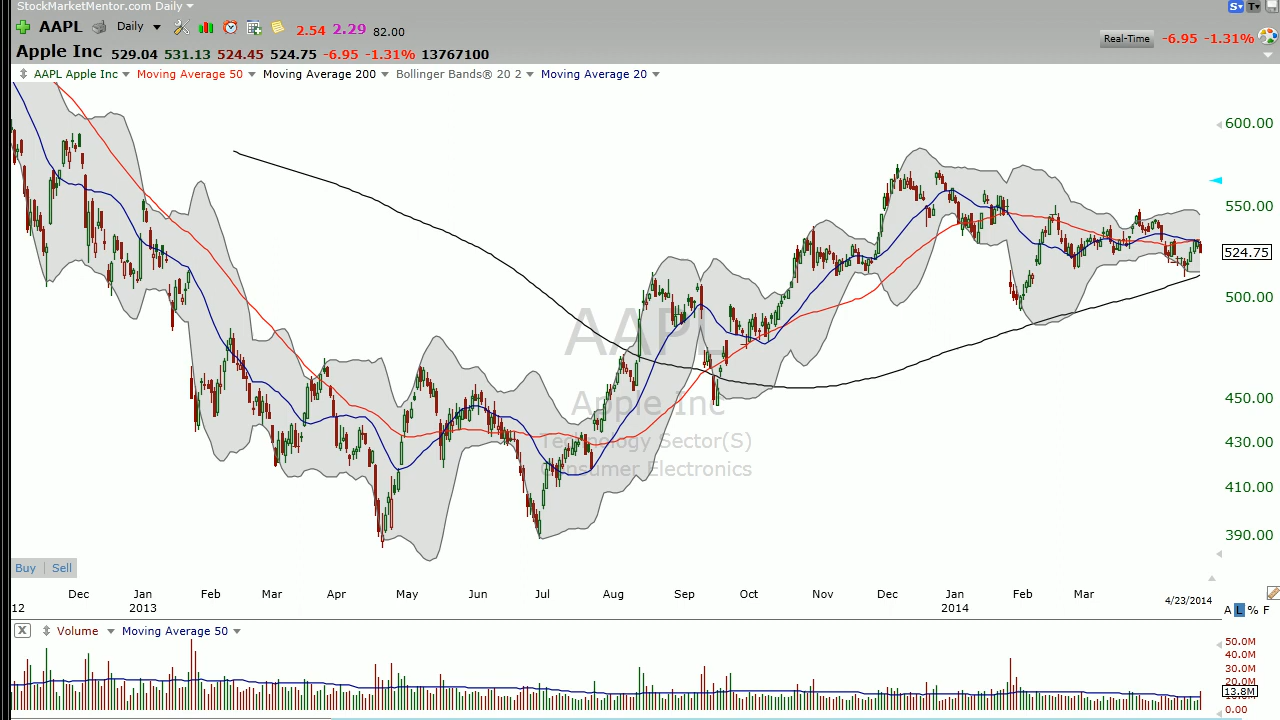 StockMarketMentor.com Daily
AAPL Daily 2.54 2.29 82.00
Real-Time -6.95 -1.31%
Apple Inc 529.04 531.13 524.45 524.75 -6.95 -1.31% 13767100
AAPL Apple Inc Moving Average 50 Moving Average 200 Bollinger Bands® 20 2 Moving Average 20
600.00
550.00
524.75
500.00
450.00
430.00
410.00
390.00
AAPL
Apple Inc
Technology Sector(S)
Consumer Electronics
Buy Sell
Dec Jan Feb Mar Apr May Jun Jul Aug Sep Oct Nov Dec Jan Feb Mar 4/23/2014
12 2013 2014
A L % F
X Volume Moving Average 50
50.0M
40.0M
30.0M
20.0M
13.8M
0.00
S T